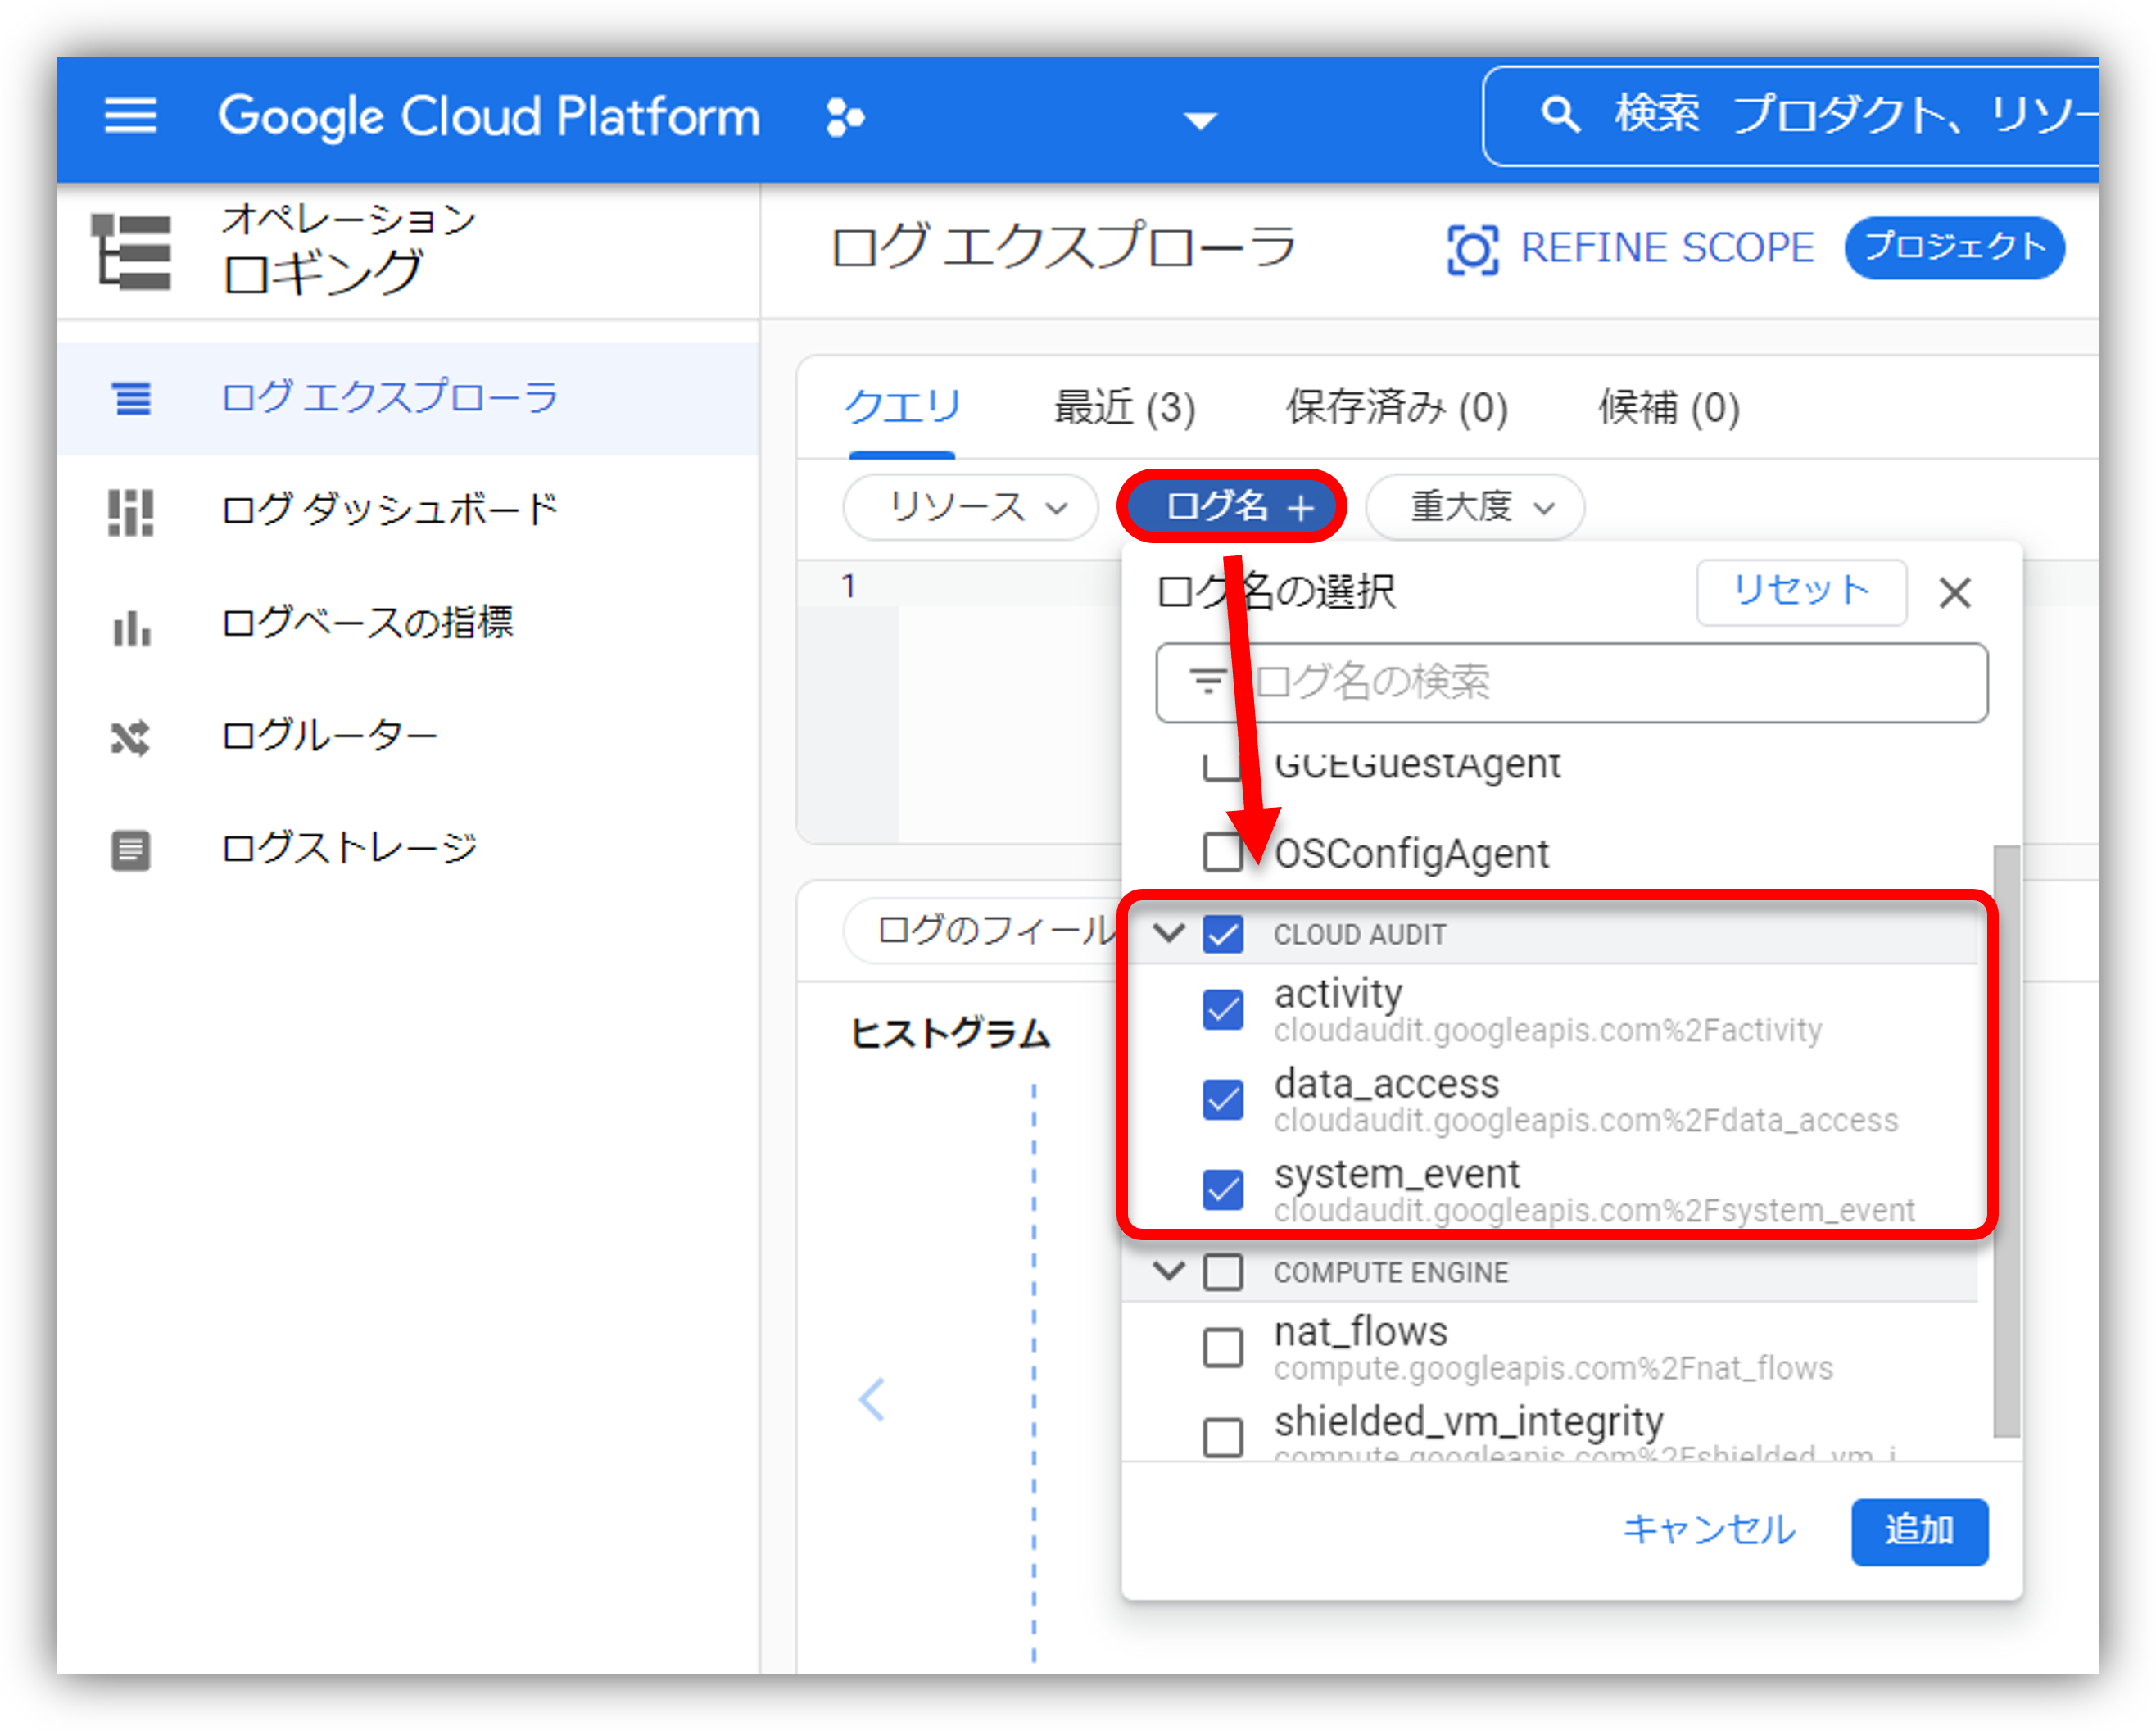 Google Cloud Platform
検索 プロダクト、リソー
オペレーション
ロギング
ログ エクスプローラ
ログ ダッシュボード
ログベースの指標
ログルーター
ログストレージ
ログ エクスプローラ
REFINE SCOPE
プロジェクト
クエリ
最近 (3)
保存済み (0)
候補 (0)
リソース
ログ名
重大度
1
ログ名の選択
リセット
ログ名の検索
GCEGuestAgent
OSConfigAgent
CLOUD AUDIT
activity
cloudaudit.googleapis.com%2Factivity
data_access
cloudaudit.googleapis.com%2Fdata_access
system_event
cloudaudit.googleapis.com%2Fsystem_event
COMPUTE ENGINE
nat_flows
compute.googleapis.com%2Fnat_flows
shielded_vm_integrity
compute.googleapis.com%2Fshielded_vm_i
キャンセル
追加
ログのフィール
ヒストグラム